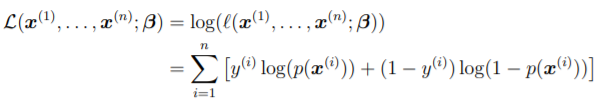 ℒ(𝒙⁽¹⁾, . . . , 𝒙⁽ⁿ⁾; 𝜷) = log(ℓ(𝒙⁽¹⁾, . . . , 𝒙⁽ⁿ⁾; 𝜷))
= ∑ᵢ₌₁ⁿ [y⁽ⁱ⁾ log(p(𝒙⁽ⁱ⁾)) + (1 − y⁽ⁱ⁾) log(1 − p(𝒙⁽ⁱ⁾))]